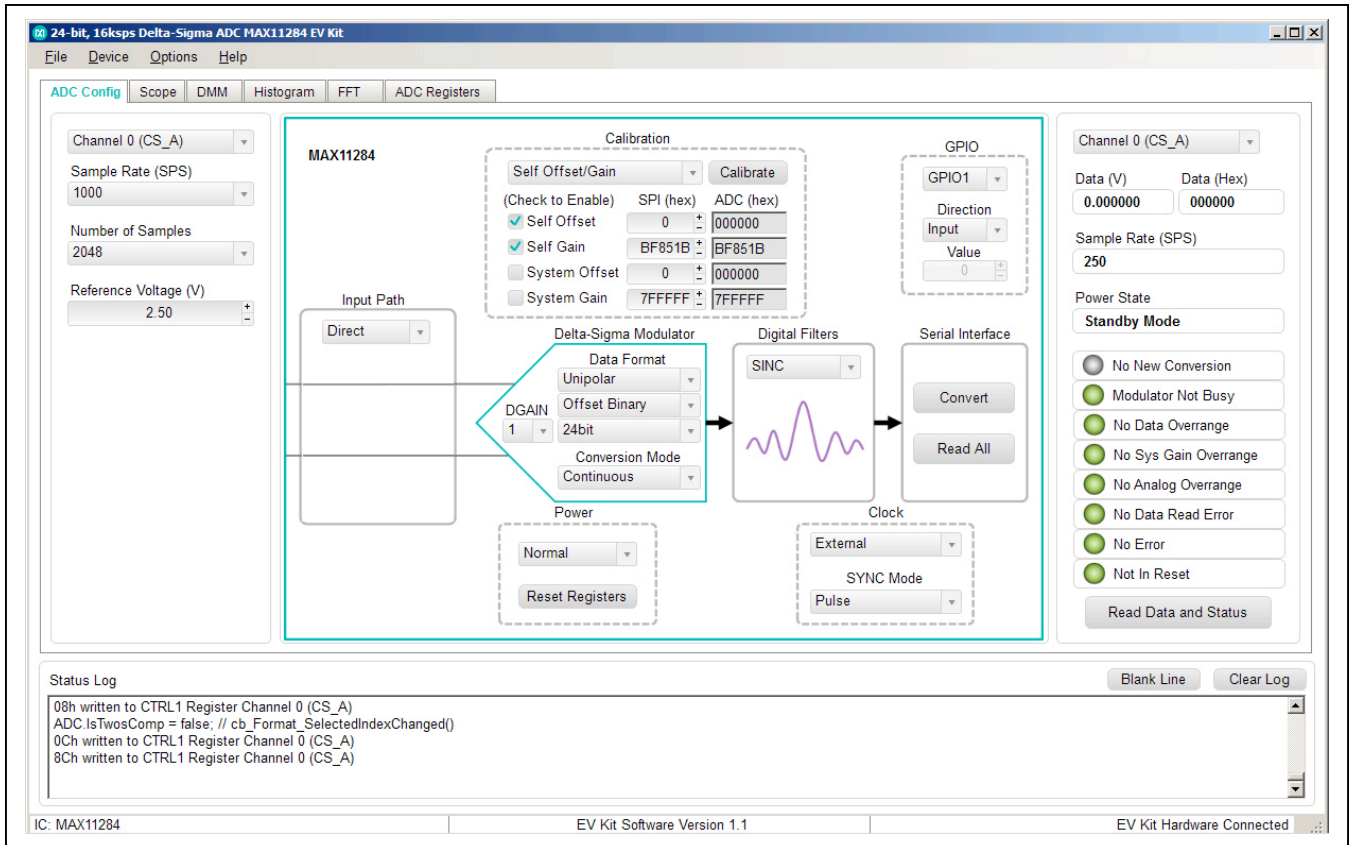 24-bit, 16ksps Delta-Sigma ADC MAX11284 EV Kit
File Device Options Help
ADC Config Scope DMM Histogram FFT ADC Registers
Channel 0 (CS_A)
Sample Rate (SPS)
1000
Number of Samples
2048
Reference Voltage (V)
2.50
MAX11284
Input Path
Direct
Calibration
Self Offset/Gain Calibrate
(Check to Enable) SPI (hex) ADC (hex)
Self Offset 0 000000
Self Gain BF851B BF851B
System Offset 0 000000
System Gain 7FFFFF 7FFFFF
GPIO
GPIO1
Direction
Input
Value
0
Delta-Sigma Modulator
Data Format
Unipolar
Offset Binary
DGAIN
1
24bit
Conversion Mode
Continuous
Digital Filters
SINC
Serial Interface
Convert
Read All
Power
Normal
Reset Registers
Clock
External
SYNC Mode
Pulse
Channel 0 (CS_A)
Data (V) Data (Hex)
0.000000 000000
Sample Rate (SPS)
250
Power State
Standby Mode
No New Conversion
Modulator Not Busy
No Data Overrange
No Sys Gain Overrange
No Analog Overrange
No Data Read Error
No Error
Not In Reset
Read Data and Status
Status Log
Blank Line Clear Log
08h written to CTRL1 Register Channel 0 (CS_A)
ADC.IsTwosComp = false; // cb_Format_SelectedIndexChanged()
0Ch written to CTRL1 Register Channel 0 (CS_A)
8Ch written to CTRL1 Register Channel 0 (CS_A)
IC: MAX11284 EV Kit Software Version 1.1 EV Kit Hardware Connected